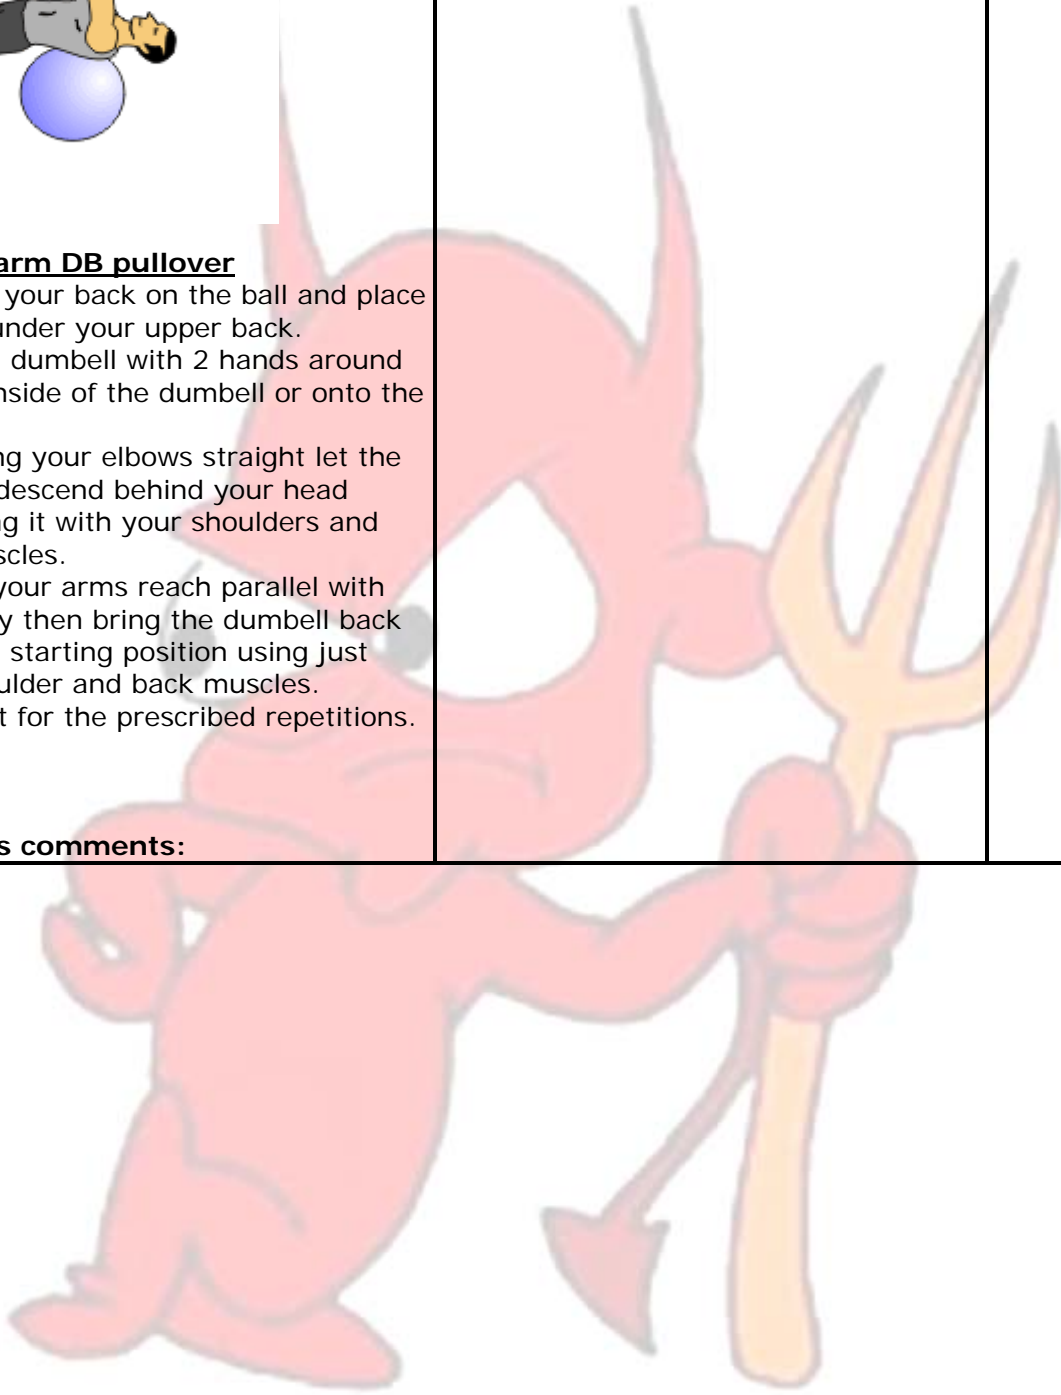 arm DB pullover
your back on the ball and place
under your upper back.
dumbell with 2 hands around
nside of the dumbell or onto the
ng your elbows straight let the
descend behind your head
ng it with your shoulders and
scles.
your arms reach parallel with
y then bring the dumbell back
starting position using just
ulder and back muscles.
t for the prescribed repetitions.
s comments: